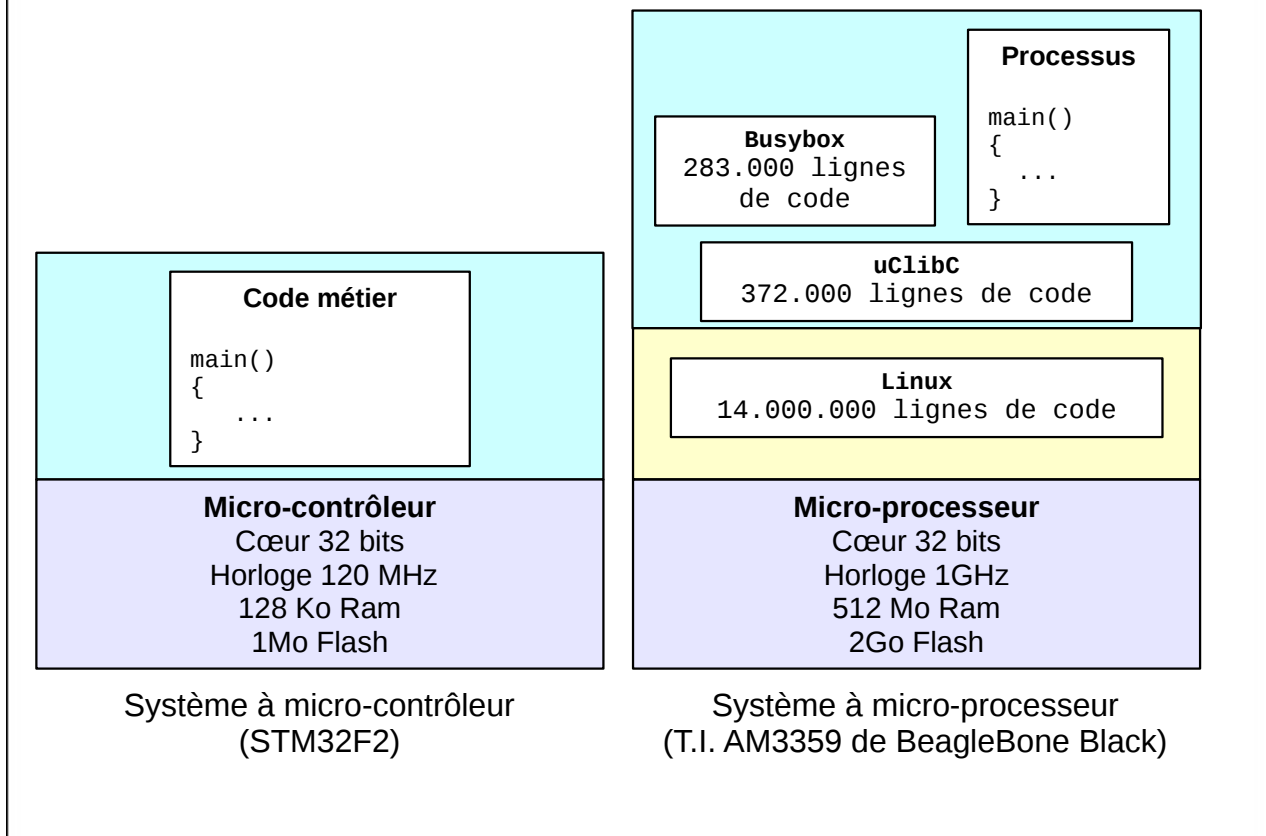 Code métier
main()
{
...
}
Micro-contrôleur
Cœur 32 bits
Horloge 120 MHz
128 Ko Ram
1Mo Flash
Système à micro-contrôleur
(STM32F2)
Processus
main()
{
...
}
Busybox
283.000 lignes
de code
uClibC
372.000 lignes de code
Linux
14.000.000 lignes de code
Micro-processeur
Cœur 32 bits
Horloge 1GHz
512 Mo Ram
2Go Flash
Système à micro-processeur
(T.I. AM3359 de BeagleBone Black)